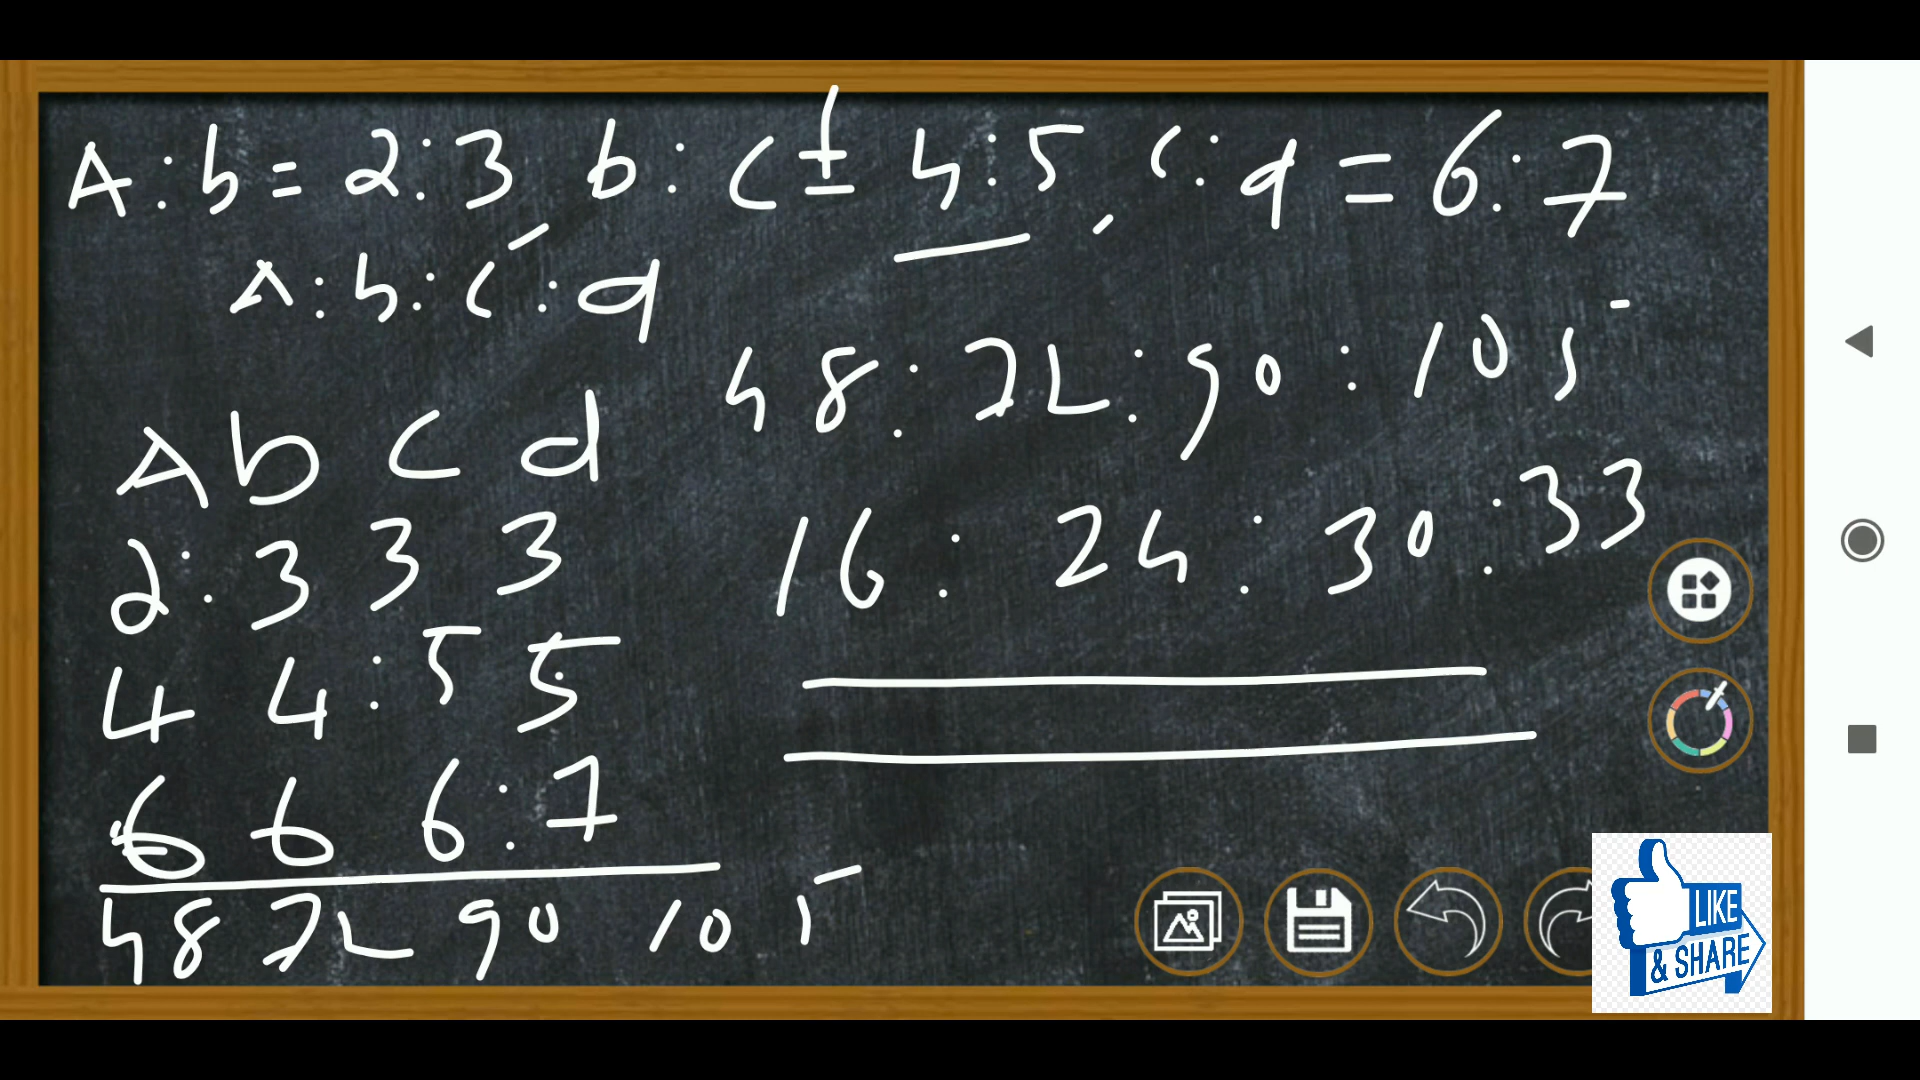 A : b = 2 : 3 b : c = 4 : 5, c : d = 6 : 7
A : b : c : d
48 : 72 : 90 : 105
A b c d
2 : 3 3 3
16 : 24 : 30 : 33
4 4 : 5 5
6 6 6 : 7
48 72 90 105
LIKE
& SHARE